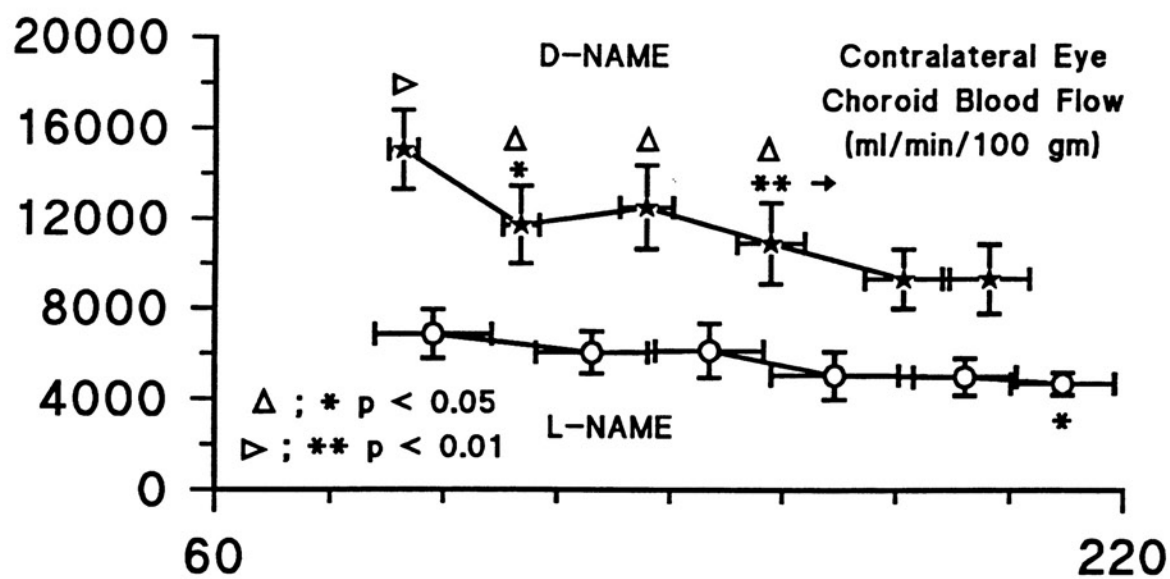 20000
16000
12000
8000
4000
0
D-NAME
Contralateral Eye
Choroid Blood Flow
(ml/min/100 gm)
▷
Δ
*
Δ
Δ
** →
Δ ; * p < 0.05
▷ ; ** p < 0.01
L-NAME
*
60
220